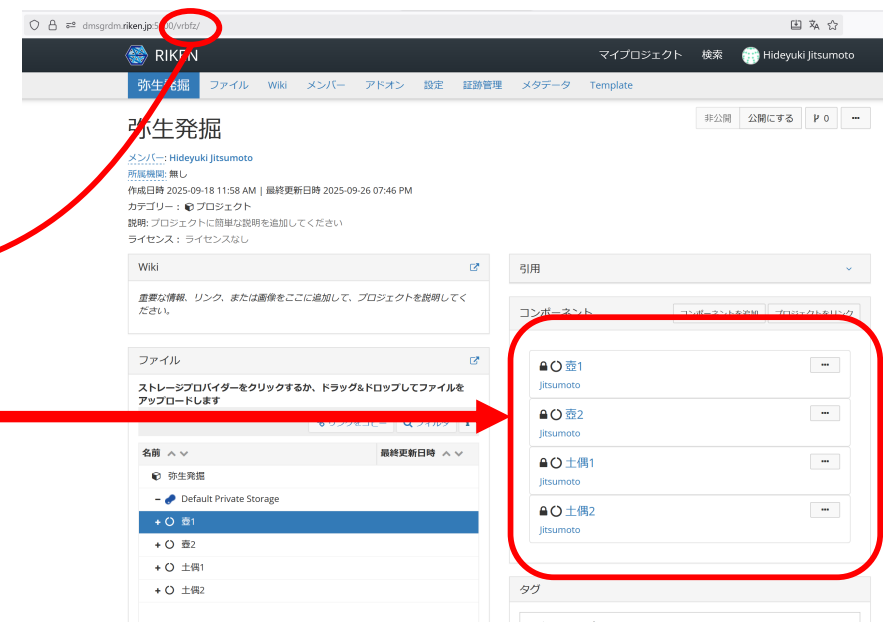 dmsgrdm.riken.jp:5000/vrbfz/
RIKEN
マイプロジェクト 検索 Hideyuki Jitsumoto
弥生発掘 ファイル Wiki メンバー アドオン 設定 証跡管理 メタデータ Template
弥生発掘
非公開 公開にする 0 ...
メンバー: Hideyuki Jitsumoto
所属機関: 無し
作成日時 2025-09-18 11:58 AM | 最終更新日時 2025-09-26 07:46 PM
カテゴリー: プロジェクト
説明: プロジェクトに簡単な説明を追加してください
ライセンス: ライセンスなし
Wiki
重要な情報、リンク、または画像をここに追加して、プロジェクトを説明してく
ださい。
ファイル
ストレージプロバイダーをクリックするか、ドラッグ&ドロップしてファイルを
アップロードします
リンクをコピー フィルタ
名前 最終更新日時
弥生発掘
Default Private Storage
壺1
壺2
土偶1
土偶2
引用
コンポーネント コンポーネントを追加 プロジェクトをリンク
壺1 ...
Jitsumoto
壺2 ...
Jitsumoto
土偶1 ...
Jitsumoto
土偶2 ...
Jitsumoto
タグ